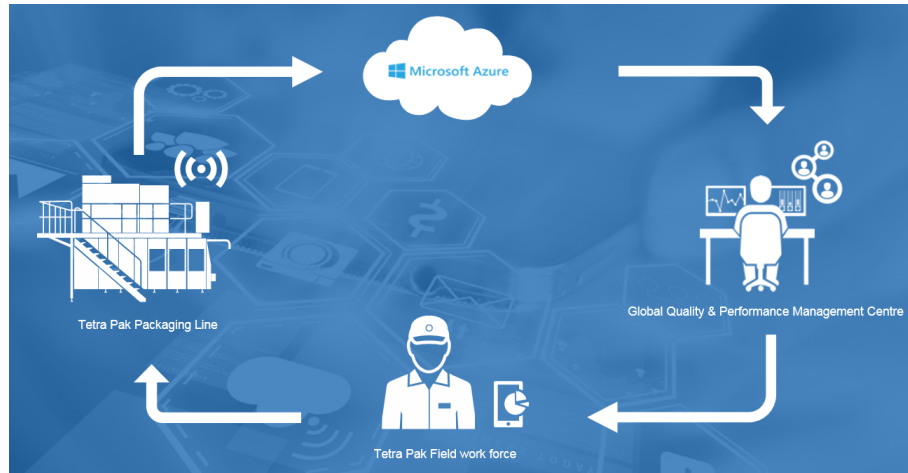 Microsoft Azure
Tetra Pak Packaging Line
Global Quality & Performance Management Centre
Tetra Pak Field work force